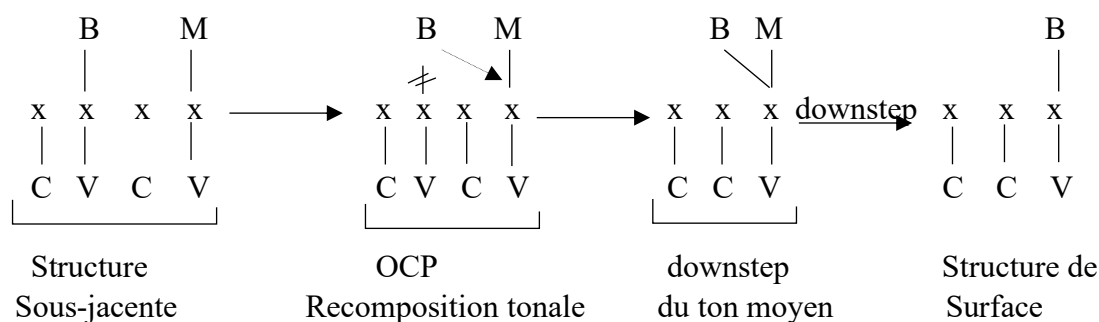 B M B M B M B
x x x x x x x x x x x downstep x x x
C V C V C V C V C C V C C V
Structure OCP downstep Structure de
Sous-jacente Recomposition tonale du ton moyen Surface